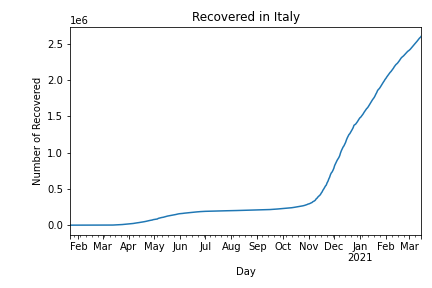 Recovered in Italy
1e6
2.5
2.0
1.5
1.0
0.5
0.0
Number of Recovered
Feb Mar Apr May Jun Jul Aug Sep Oct Nov Dec Jan Feb Mar
2021
Day